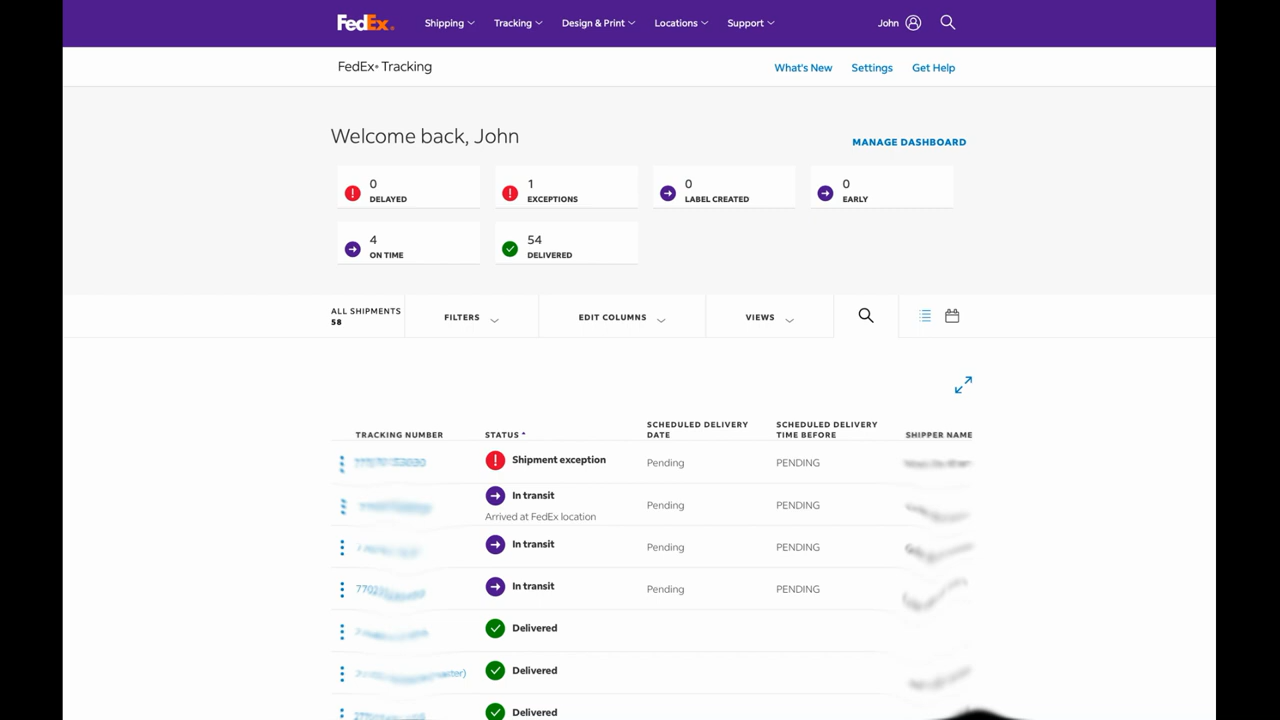 FedEx Shipping Tracking Design & Print Locations Support John
FedEx Tracking What's New Settings Get Help
Welcome back, John
MANAGE DASHBOARD
0 DELAYED
1 EXCEPTIONS
0 LABEL CREATED
0 EARLY
4 ON TIME
54 DELIVERED
ALL SHIPMENTS
58
FILTERS EDIT COLUMNS VIEWS
TRACKING NUMBER STATUS SCHEDULED DELIVERY DATE SCHEDULED DELIVERY TIME BEFORE SHIPPER NAME
Shipment exception Pending PENDING
In transit Pending PENDING
Arrived at FedEx location
In transit Pending PENDING
In transit Pending PENDING
Delivered
Delivered
Delivered